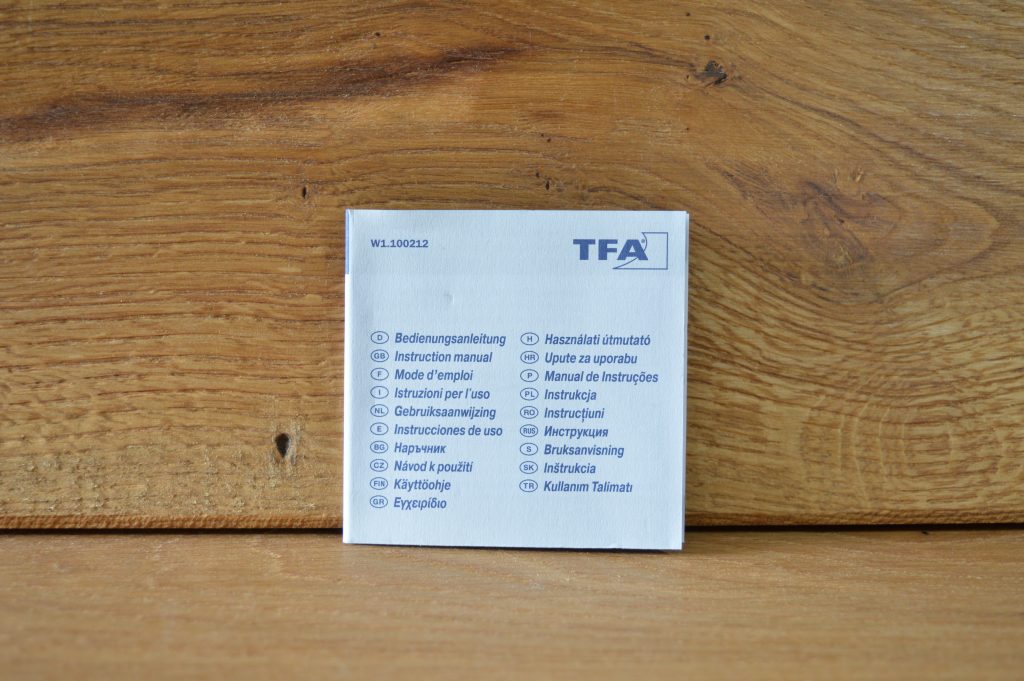 W1.100212
TFA®
D Bedienungsanleitung
GB Instruction manual
F Mode d'emploi
I Istruzioni per l'uso
NL Gebruiksaanwijzing
E Instrucciones de uso
BG Наръчник
CZ Návod k použití
FIN Käyttöohje
GR Εγχειρίδιο
H Használati útmutató
HR Upute za uporabu
P Manual de Instruções
PL Instrukcja
RO Instrucțiuni
RUS Инструкция
S Bruksanvisning
SK Inštrukcia
TR Kullanım Talimatı